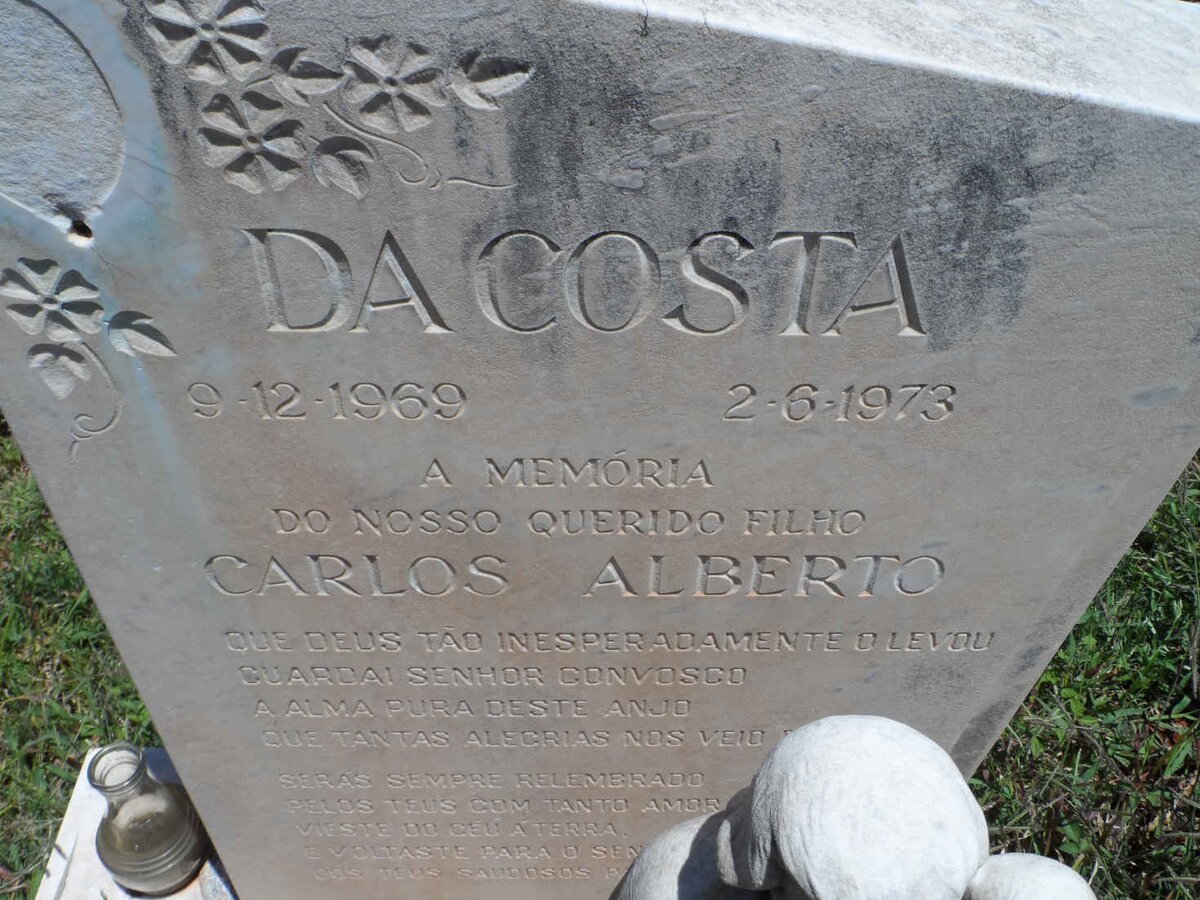 DA COSTA
9-12-1969 2-6-1973
A MEMÓRIA
DO NOSSO QUERIDO FILHO
CARLOS ALBERTO
QUE DEUS TÃO INESPERADAMENTE O LEVOU
GUARDAI SENHOR CONVOSCO
A ALMA PURA DESTE ANJO
QUE TANTAS ALEGRIAS NOS VEIO
SERÁS SEMPRE RELEMBRADO
PELOS TEUS COM TANTO AMOR
VIESTE DO CÉU Á TERRA,
E VOLTASTE PARA O
DOS TEUS SAUDOSOS